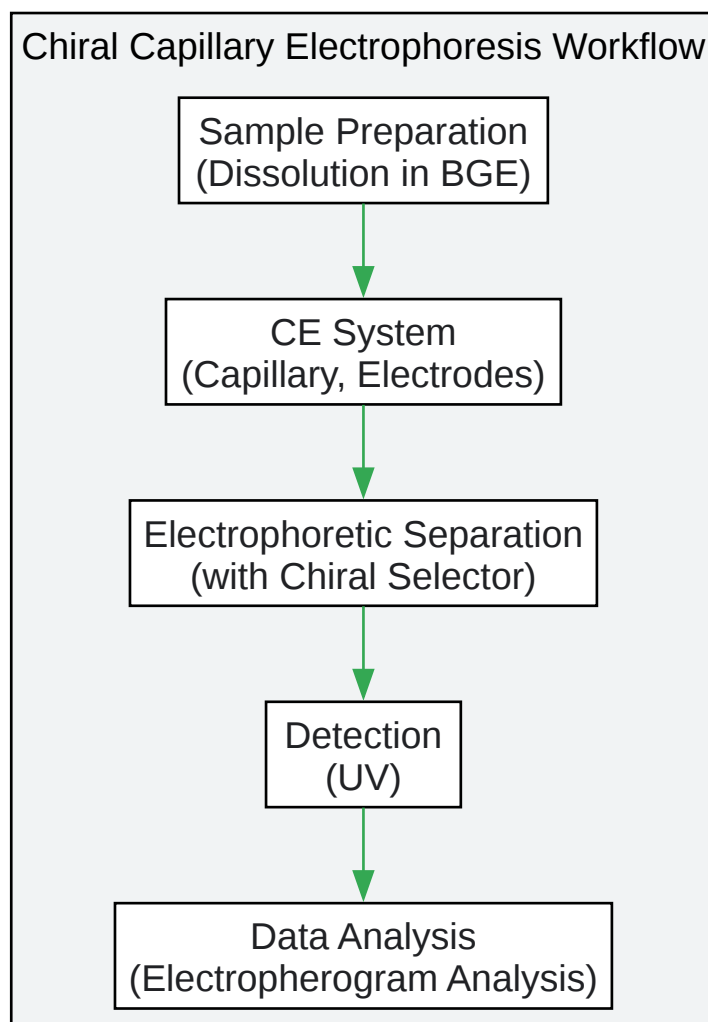 Chiral Capillary Electrophoresis Workflow
Sample Preparation
(Dissolution in BGE)
CE System
(Capillary, Electrodes)
Electrophoretic Separation
(with Chiral Selector)
Detection
(UV)
Data Analysis
(Electropherogram Analysis)